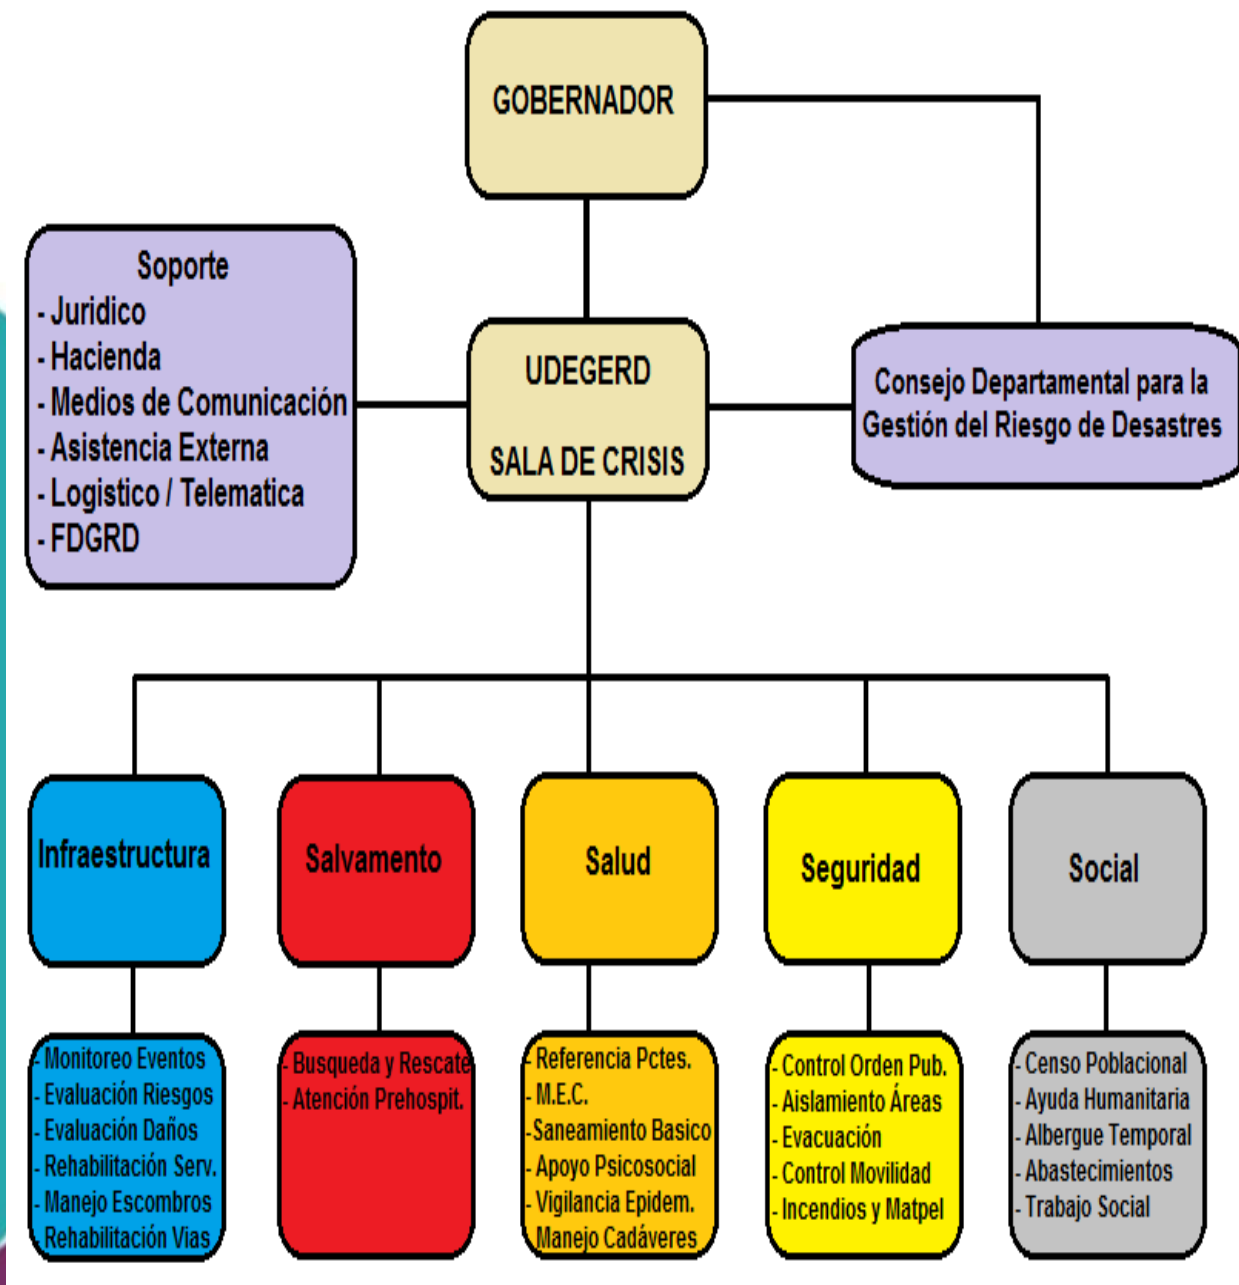 GOBERNADOR
Soporte
- Juridico
- Hacienda
- Medios de Comunicación
- Asistencia Externa
- Logistico / Telematica
- FDGRD
UDEGERD
SALA DE CRISIS
Consejo Departamental para la
Gestión del Riesgo de Desastres
Infraestructura
Salvamento
Salud
Seguridad
Social
- Monitoreo Eventos
- Evaluación Riesgos
- Evaluación Daños
- Rehabilitación Serv.
- Manejo Escombros
Rehabilitación Vias
- Busqueda y Rescate
- Atención Prehospit.
- Referencia Pctes.
- M.E.C.
-Saneamiento Basico
- Apoyo Psicosocial
- Vigilancia Epidem.
Manejo Cadáveres
- Control Orden Pub.
- Aislamiento Áreas
- Evacuación
- Control Movilidad
- Incendios y Matpel
- Censo Poblacional
- Ayuda Humanitaria
- Albergue Temporal
- Abastecimientos
- Trabajo Social